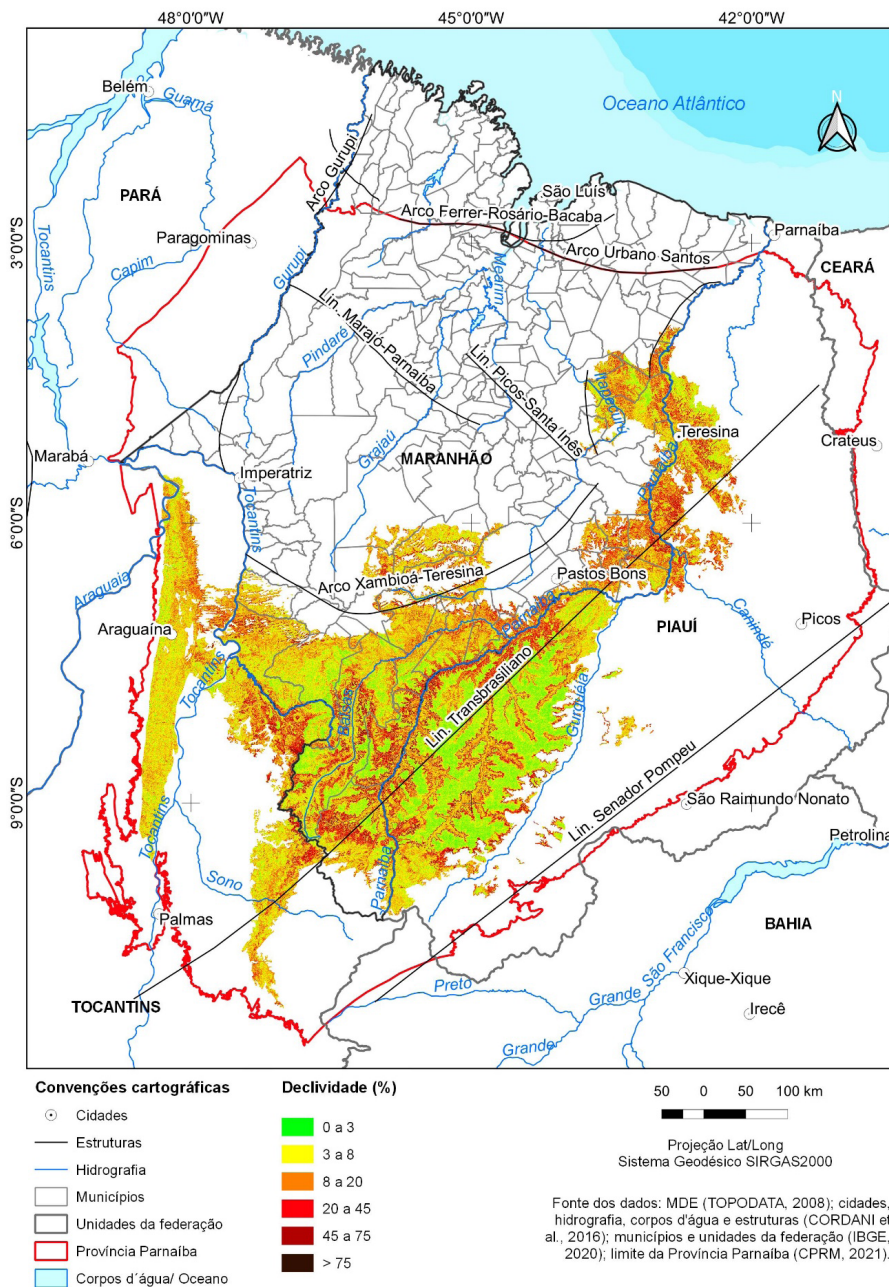 48°0'0"W
45°0'0"W
42°0'0"W
Belém
Guamá
Oceano Atlântico
N
PARÁ
Arco Gurupi
São Luís
Arco Ferrer-Rosário-Bacaba
Paragominas
Parnaíba
3°0'0"S
Arco Urbano Santos
Tocantins
Capim
Gurupi
Mearim
CEARÁ
Lin. Marajó-Parnaíba
Pindaré
Lin. Picos-Santa Inês
Itapecuru
Teresina
Crateus
Grajaú
MARANHÃO
Marabá
Imperatriz
Parnaíba
Tocantins
6°0'0"S
Arco Xambioá-Teresina
Pastos Bons
Araguaia
Parnaíba
Canindé
Araguaína
PIAUÍ
Picos
Tocantins
Lin. Transbrasiliano
Gurguéia
Balsas
Lin. Senador Pompeu
9°0'0"S
São Raimundo Nonato
Tocantins
Petrolina
Parnaíba
Sono
Palmas
BAHIA
Grande São Francisco
Xique-Xique
Preto
TOCANTINS
Irecê
Grande
Convenções cartográficas
Cidades
Estruturas
Hidrografia
Municípios
Unidades da federação
Província Parnaíba
Corpos d´água/ Oceano
Declividade (%)
0 a 3
3 a 8
8 a 20
20 a 45
45 a 75
> 75
50 0 50 100 km
Projeção Lat/Long
Sistema Geodésico SIRGAS2000
Fonte dos dados: MDE (TOPODATA, 2008); cidades,
hidrografia, corpos d'água e estruturas (CORDANI et
al., 2016); municípios e unidades da federação (IBGE,
2020); limite da Província Parnaíba (CPRM, 2021).